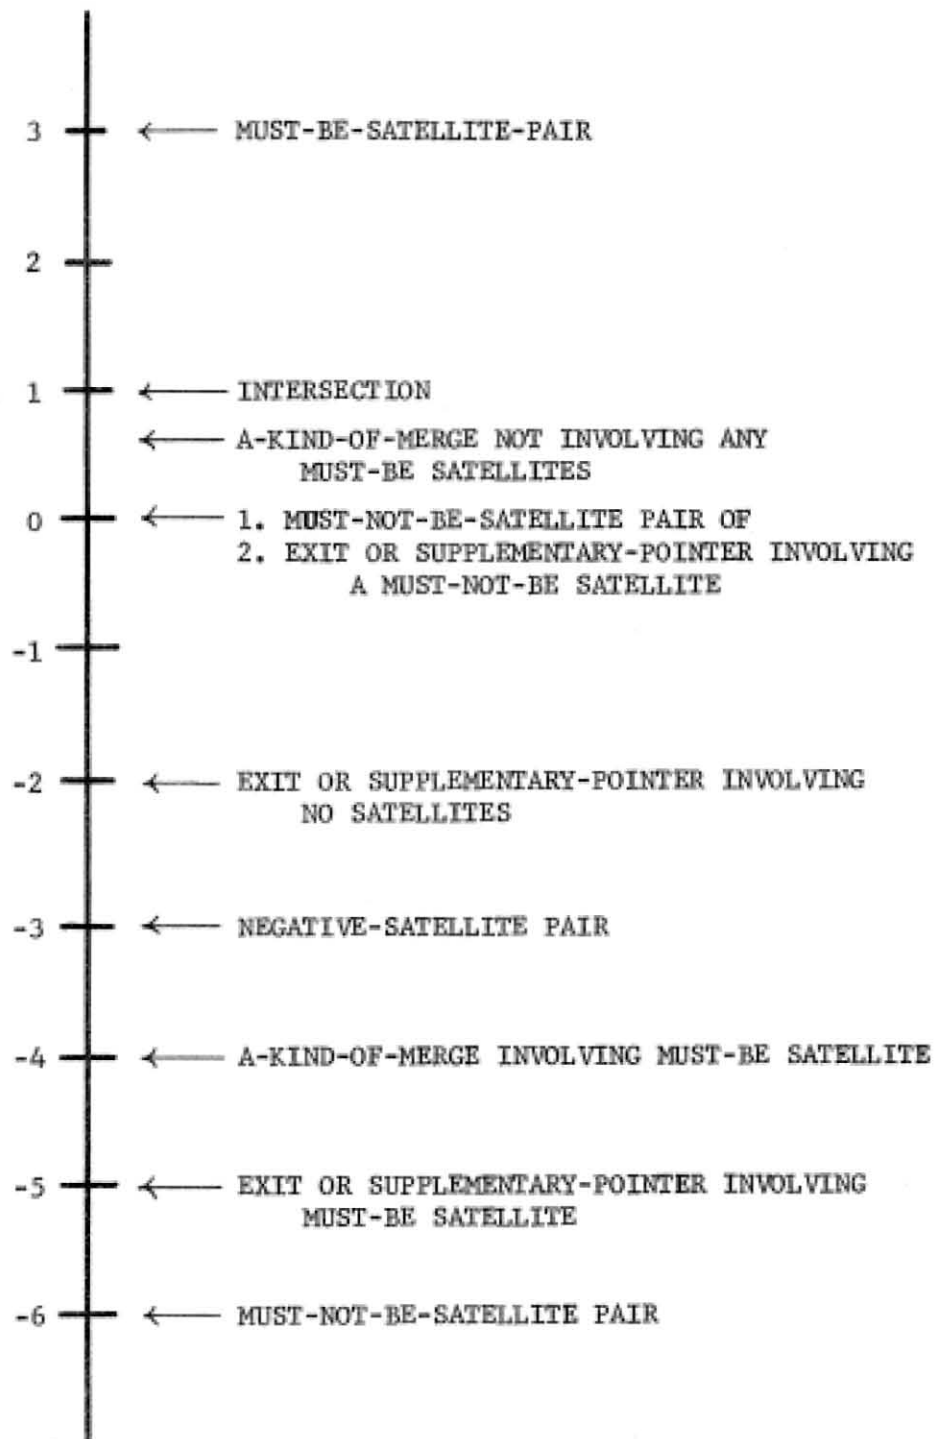 3 MUST-BE-SATELLITE-PAIR
2
1 INTERSECTION
A-KIND-OF-MERGE NOT INVOLVING ANY
MUST-BE SATELLITES
0 1. MUST-NOT-BE-SATELLITE PAIR OF
2. EXIT OR SUPPLEMENTARY-POINTER INVOLVING
A MUST-NOT-BE SATELLITE
-1
-2 EXIT OR SUPPLEMENTARY-POINTER INVOLVING
NO SATELLITES
-3 NEGATIVE-SATELLITE PAIR
-4 A-KIND-OF-MERGE INVOLVING MUST-BE SATELLITE
-5 EXIT OR SUPPLEMENTARY-POINTER INVOLVING
MUST-BE SATELLITE
-6 MUST-NOT-BE-SATELLITE PAIR